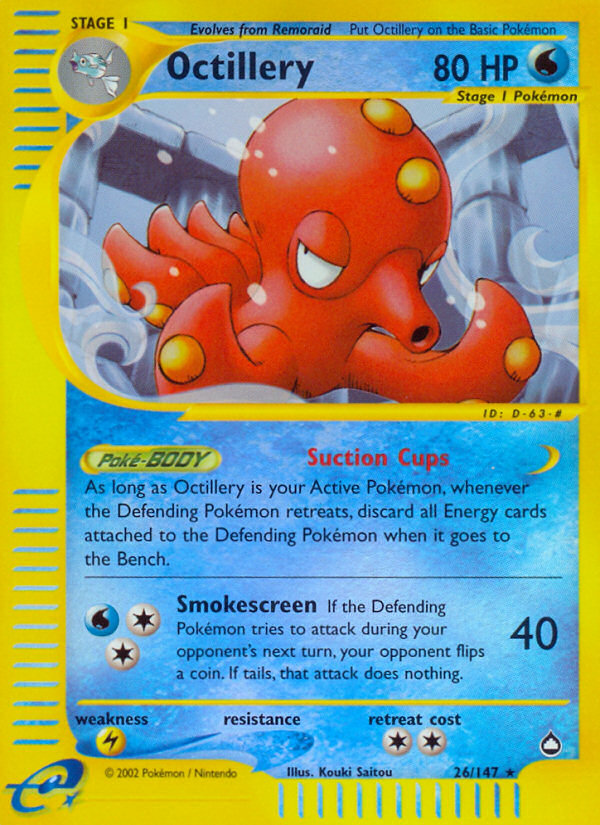 STAGE 1
Evolves from Remoraid Put Octillery on the Basic Pokémon
Octillery 80 HP
Stage 1 Pokémon
ID: D-63-#
Poké-BODY Suction Cups
As long as Octillery is your Active Pokémon, whenever
the Defending Pokémon retreats, discard all Energy cards
attached to the Defending Pokémon when it goes to
the Bench.
Smokescreen If the Defending
Pokémon tries to attack during your
opponent's next turn, your opponent flips
a coin. If tails, that attack does nothing.
40
weakness resistance retreat cost
© 2002 Pokémon / Nintendo Illus. Kouki Saitou 26/147 ★
e